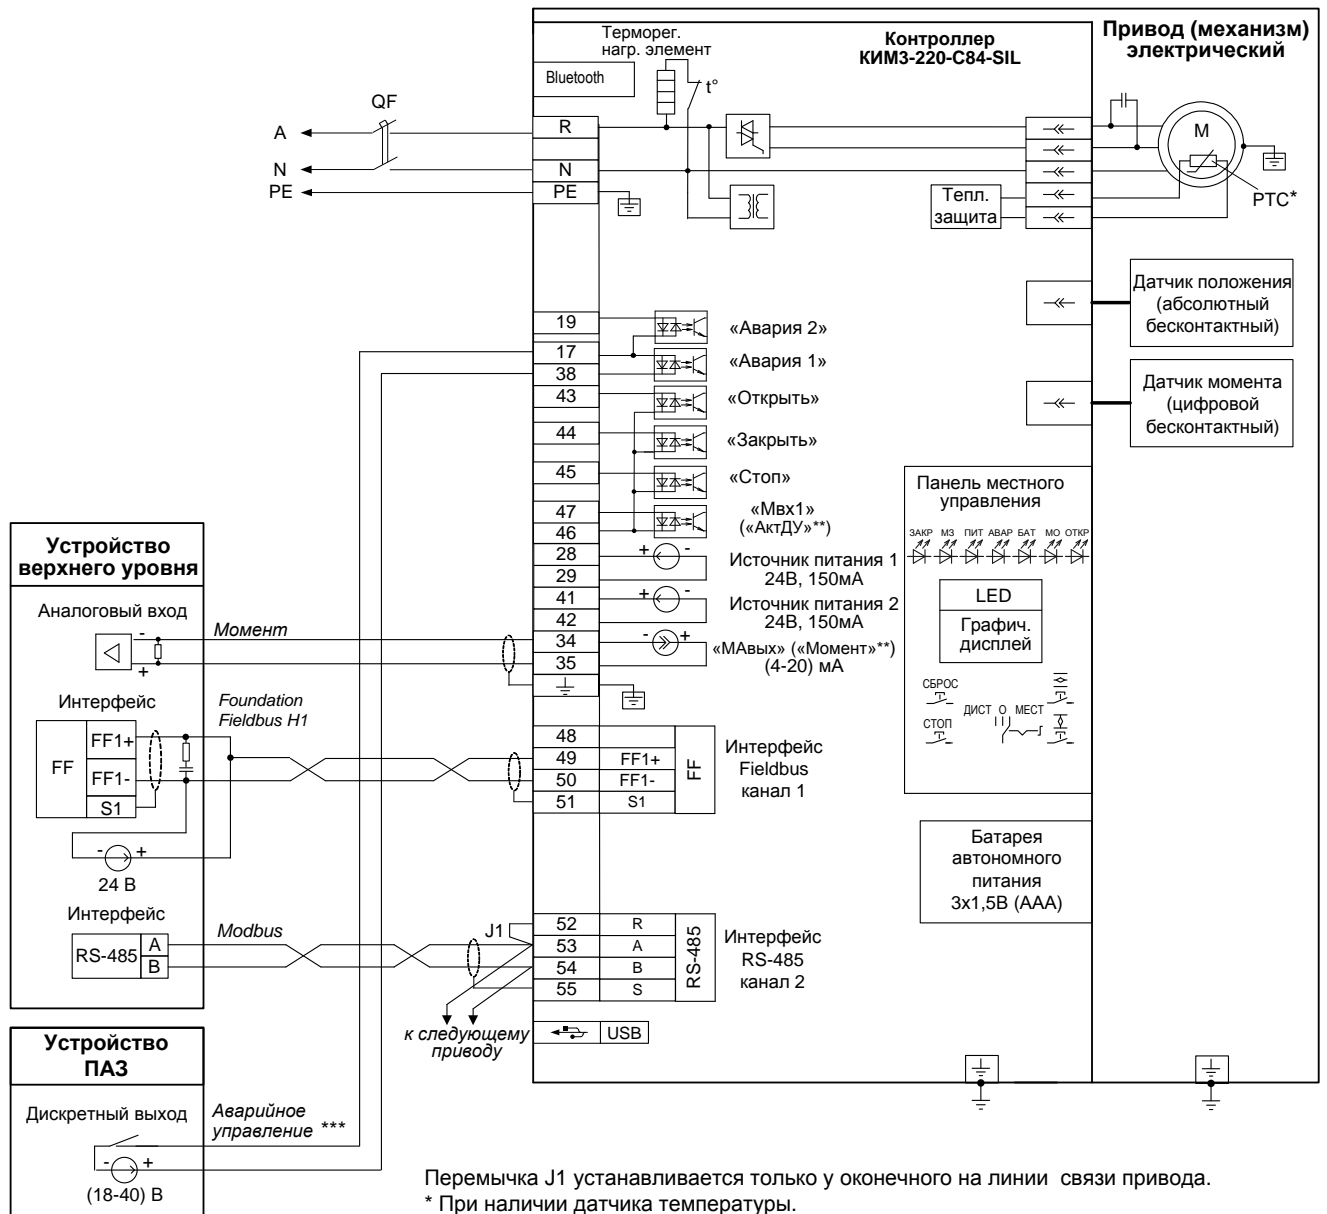 Терморег.
нагр. элемент
Контроллер
КИМ3-220-C84-SIL
Привод (механизм)
электрический
Bluetooth
t°
QF
A
N
PE
R
N
PE
M
PTC*
Тепл.
защита
Датчик положения
(абсолютный
бесконтактный)
Датчик момента
(цифровой
бесконтактный)
19
17
38
43
44
45
47
46
28
29
41
42
34
35
«Авария 2»
«Авария 1»
«Открыть»
«Закрыть»
«Стоп»
«Мвх1»
(«АктДУ»**)
+ -
Источник питания 1
24В, 150мА
+ -
Источник питания 2
24В, 150мА
- +
«МАвых» («Момент»**)
(4-20) мА
Панель местного
управления
ЗАКР МЗ ПИТ АВАР БАТ МО ОТКР
LED
Графич.
дисплей
СБРОС
СТОП
ДИСТ О МЕСТ
Батарея
автономного
питания
3х1,5В (ААА)
Устройство
верхнего уровня
Аналоговый вход
-
+
Момент
Интерфейс
Foundation
Fieldbus H1
FF
FF1+
FF1-
S1
- +
24 В
48
49 FF1+
50 FF1-
51 S1
FF
Интерфейс
Fieldbus
канал 1
Интерфейс
RS-485
A
B
Modbus
J1
52 R
53 A
54 B
55 S
RS-485
Интерфейс
RS-485
канал 2
USB
к следующему
приводу
Устройство
ПАЗ
Дискретный выход
Аварийное
управление ***
- +
(18-40) В
Перемычка J1 устанавливается только у оконечного на линии связи привода.
* При наличии датчика температуры.